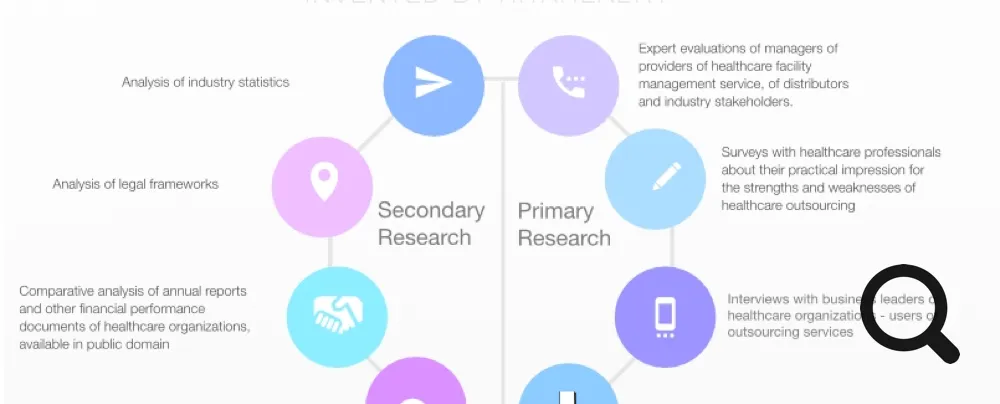 Analysis of industry statistics
Analysis of legal frameworks
Comparative analysis of annual reports
and other financial performance
documents of healthcare organizations,
available in public domain
Secondary
Research
Primary
Research
Expert evaluations of managers of
providers of healthcare facility
management service, of distributors
and industry stakeholders.
Surveys with healthcare professionals
about their practical impression for
the strengths and weaknesses of
healthcare outsourcing
Interviews with business leaders
healthcare organizations - users
outsourcing services